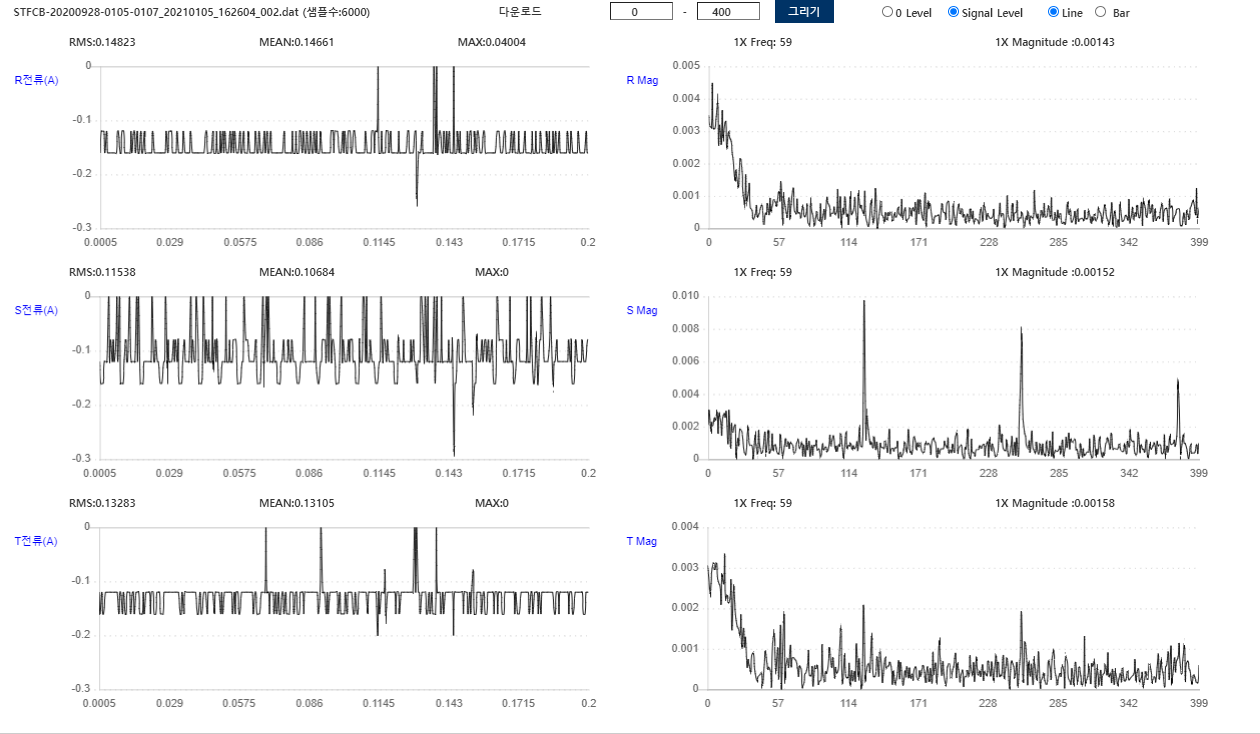 STFCB-20200928-0105-0107_20210105_162604_002.dat (샘플수:6000) 다운로드 0 - 400 그리기 0 Level Signal Level Line Bar
RMS:0.14823 MEAN:0.14661 MAX:0.04004 1X Freq: 59 1X Magnitude :0.00143
R전류(A)
0
-0.1
-0.2
-0.3
0.0005 0.029 0.0575 0.086 0.1145 0.143 0.1715 0.2
R Mag
0.005
0.004
0.003
0.002
0.001
0
0 57 114 171 228 285 342 399
RMS:0.11538 MEAN:0.10684 MAX:0 1X Freq: 59 1X Magnitude :0.00152
S전류(A)
0
-0.1
-0.2
-0.3
0.0005 0.029 0.0575 0.086 0.1145 0.143 0.1715 0.2
S Mag
0.010
0.008
0.006
0.004
0.002
0
0 57 114 171 228 285 342 399
RMS:0.13283 MEAN:0.13105 MAX:0 1X Freq: 59 1X Magnitude :0.00158
T전류(A)
0
-0.1
-0.2
-0.3
0.0005 0.029 0.0575 0.086 0.1145 0.143 0.1715 0.2
T Mag
0.004
0.003
0.002
0.001
0
0 57 114 171 228 285 342 399